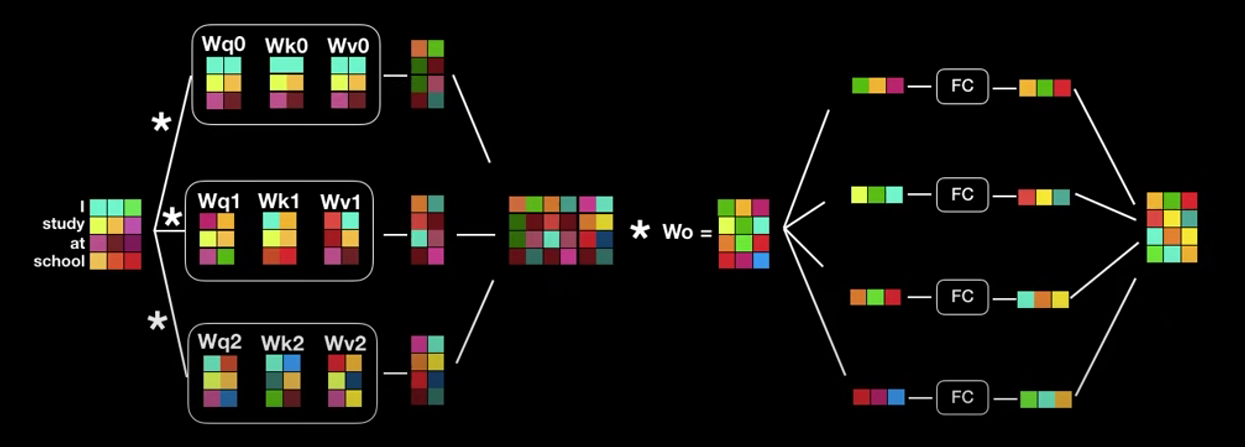 Wq0 Wk0 Wv0
*
I
study
at
school
*
Wq1 Wk1 Wv1
*
Wq2 Wk2 Wv2
* Wo =
FC
FC
FC
FC